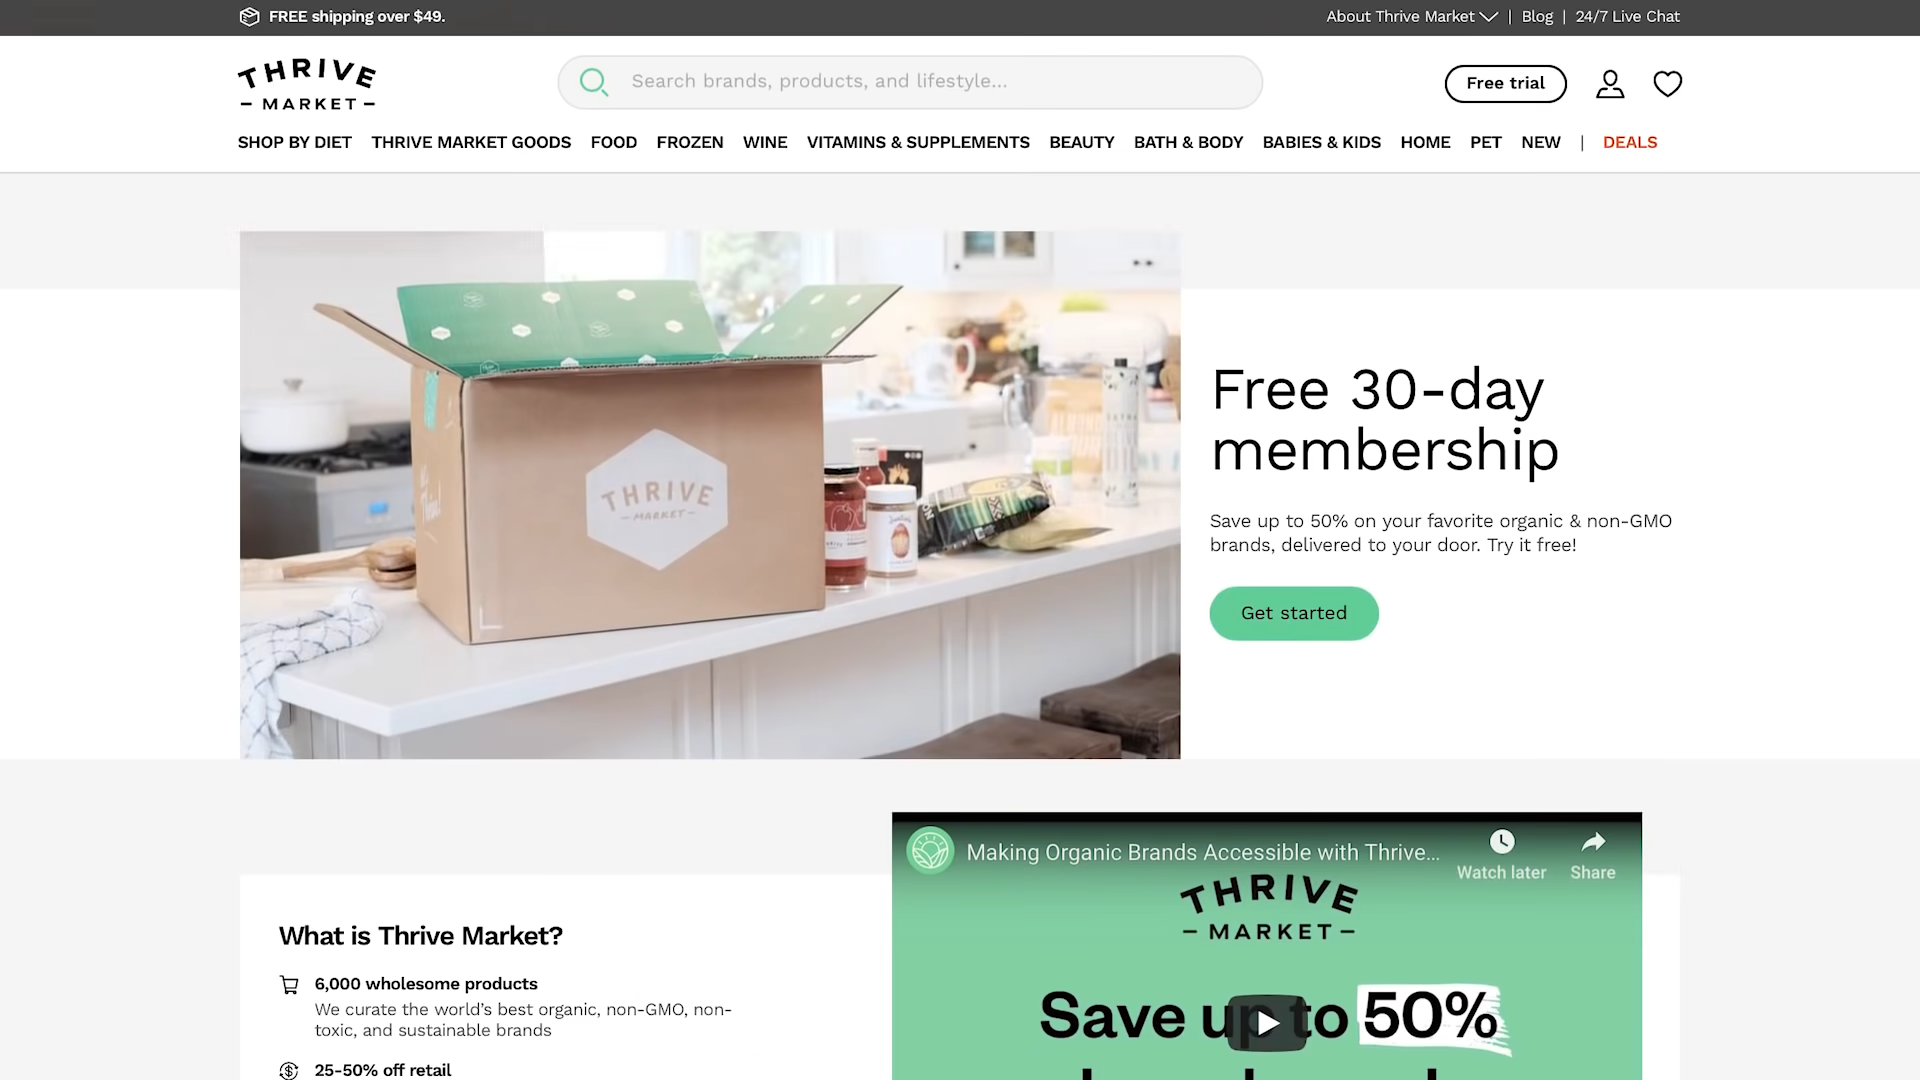 FREE shipping over $49.
About Thrive Market | Blog | 24/7 Live Chat
THRIVE
MARKET
Search brands, products, and lifestyle...
Free trial
SHOP BY DIET THRIVE MARKET GOODS FOOD FROZEN WINE VITAMINS & SUPPLEMENTS BEAUTY BATH & BODY BABIES & KIDS HOME PET NEW | DEALS
THRIVE
MARKET
Free 30-day
membership
Save up to 50% on your favorite organic & non-GMO
brands, delivered to your door. Try it free!
Get started
What is Thrive Market?
6,000 wholesome products
We curate the world’s best organic, non-GMO, non-
toxic, and sustainable brands
25-50% off retail
Making Organic Brands Accessible with Thrive...
Watch later
Share
THRIVE
MARKET
Save up to 50%